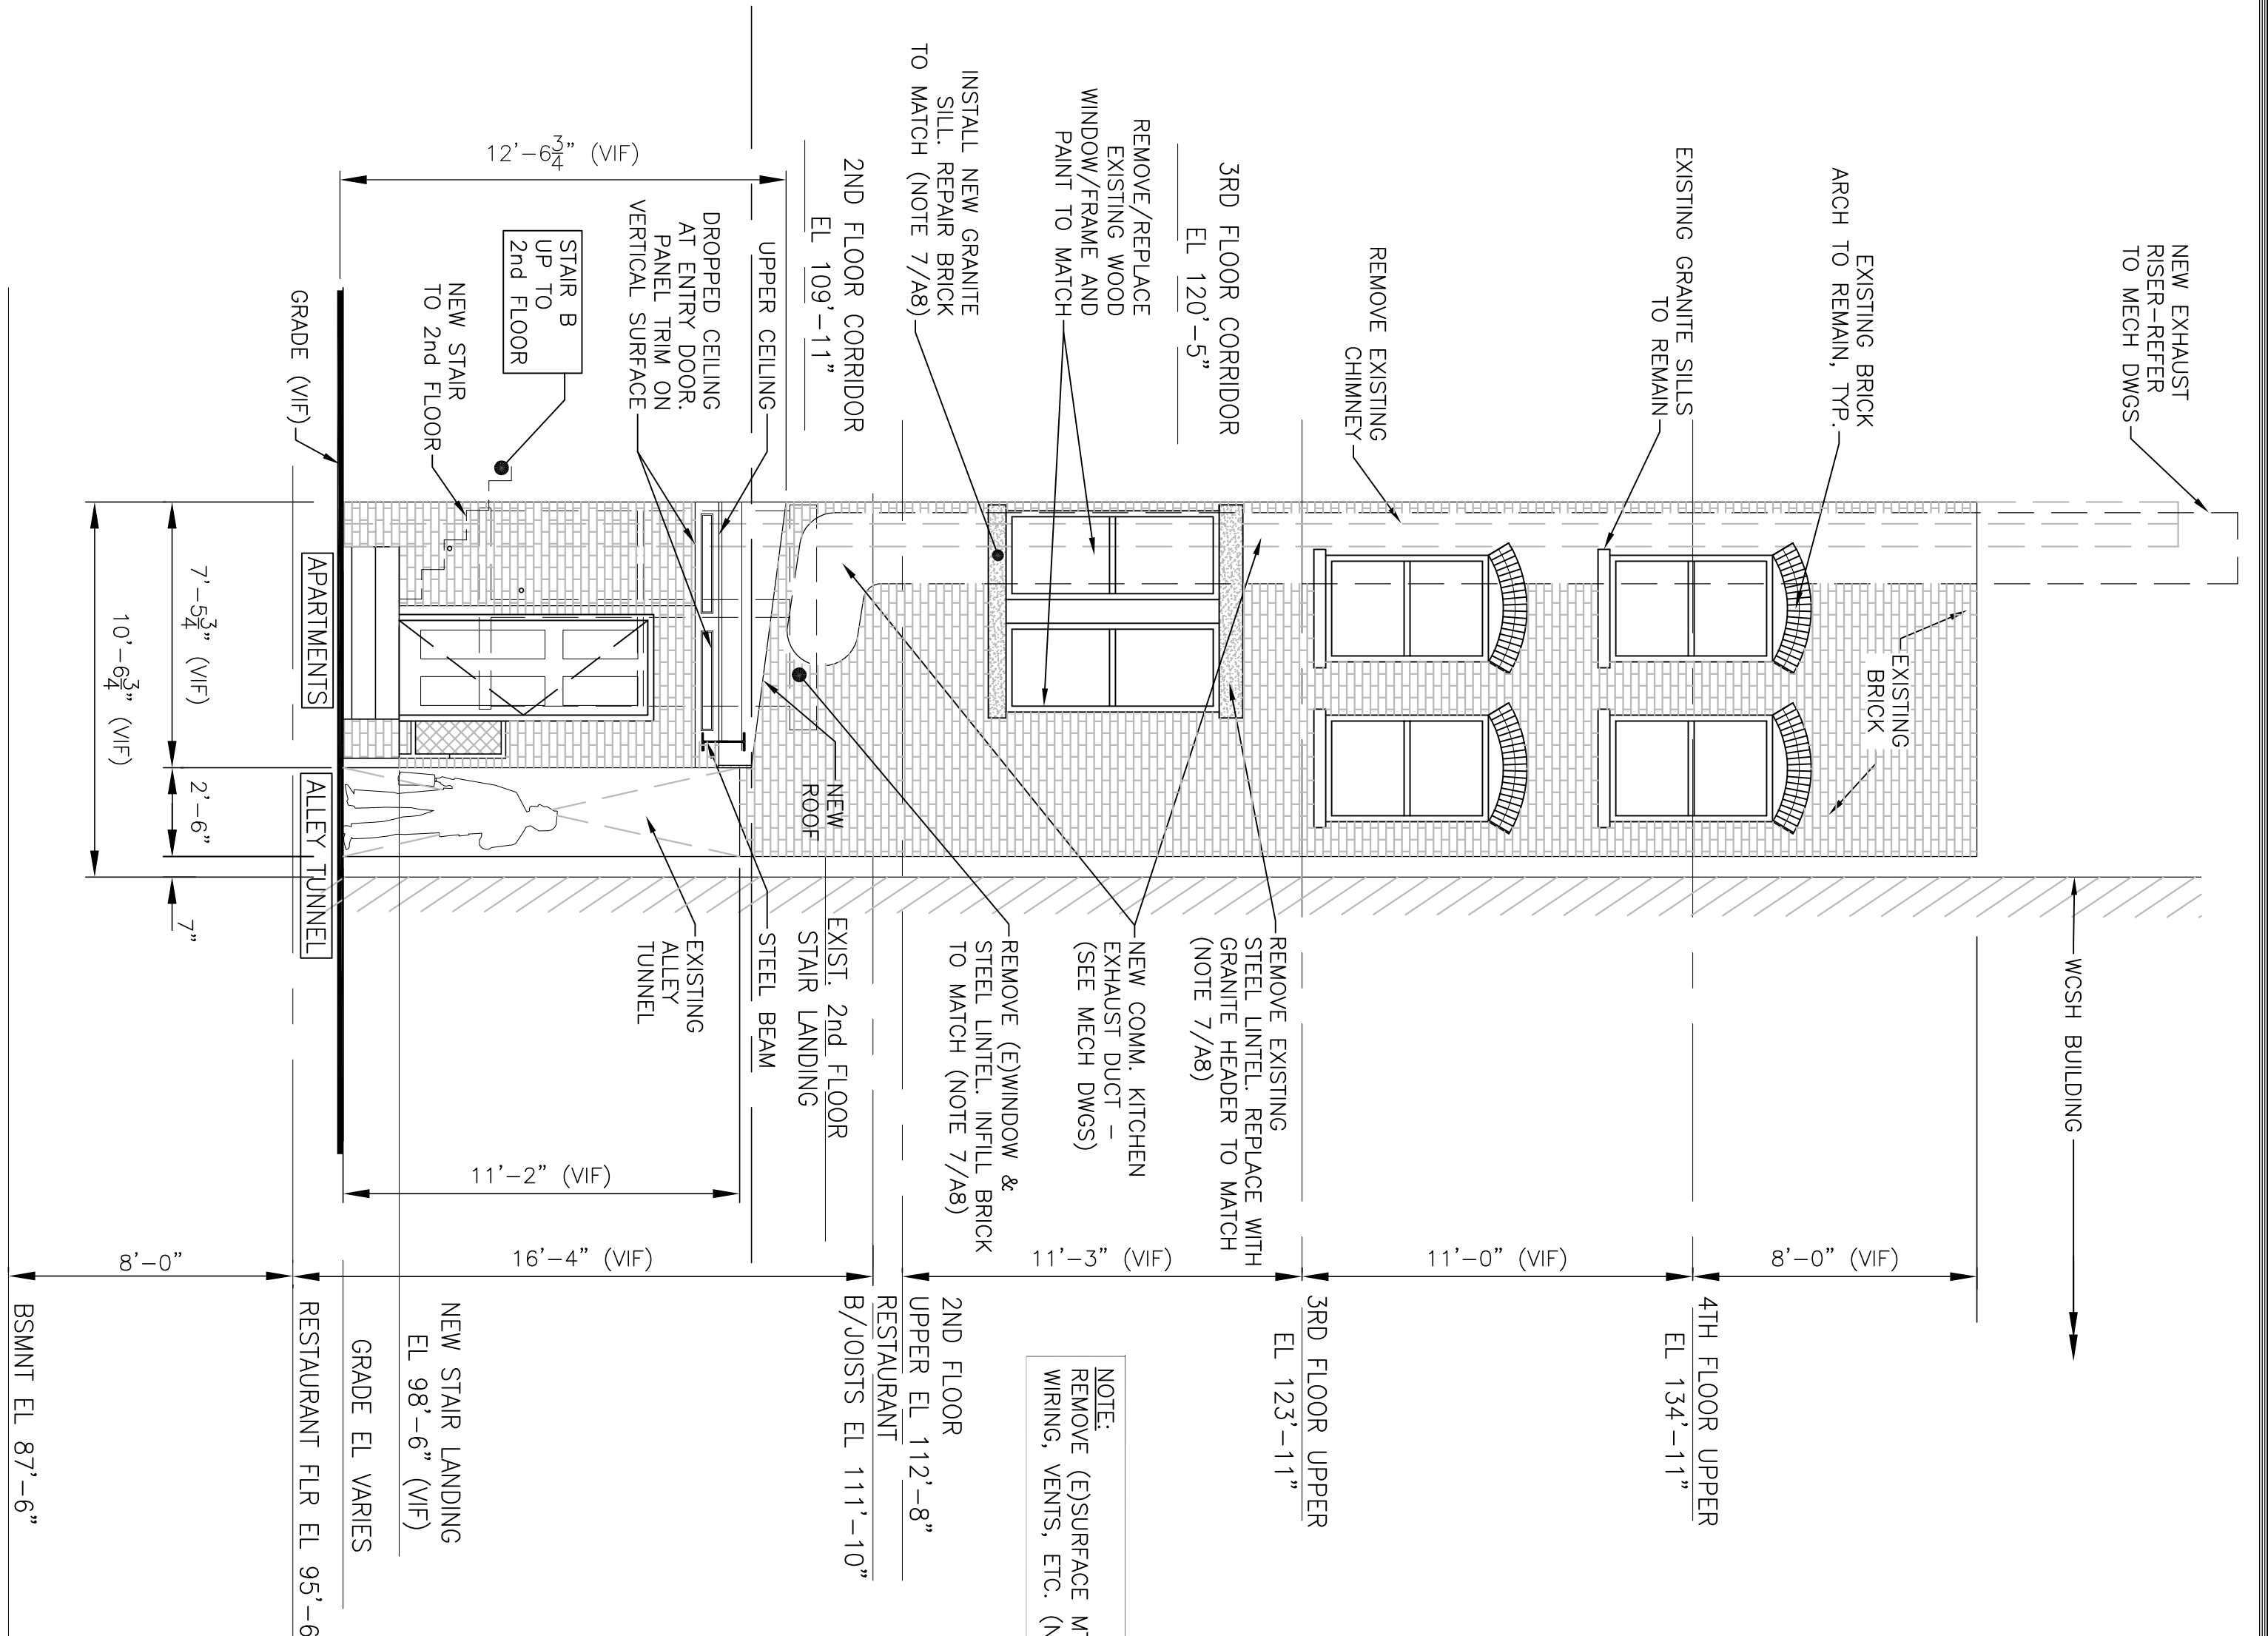 NEW EXHAUST
RISER-REFER
TO MECH DWGS
EXISTING BRICK
ARCH TO REMAIN, TYP.
EXISTING GRANITE SILLS
TO REMAIN
REMOVE EXISTING
CHIMNEY
3RD FLOOR CORRIDOR
EL 120'-5"
REMOVE/REPLACE
EXISTING WOOD
WINDOW/FRAME AND
PAINT TO MATCH
INSTALL NEW GRANITE
SILL. REPAIR BRICK
TO MATCH (NOTE 7/A8)
2ND FLOOR CORRIDOR
EL 109'-11"
UPPER CEILING
DROPPED CEILING
AT ENTRY DOOR.
PANEL TRIM ON
VERTICAL SURFACE
12'-6 3/4" (VIF)
STAIR B
UP TO
2nd FLOOR
NEW STAIR
TO 2nd FLOOR
GRADE (VIF)
EXISTING
BRICK
NEW
ROOF
WCSH BUILDING
REMOVE EXISTING
STEEL LINTEL. REPLACE WITH
GRANITE HEADER TO MATCH
(NOTE 7/A8)
NEW COMM. KITCHEN
EXHAUST DUCT -
(SEE MECH DWGS)
REMOVE (E)WINDOW &
STEEL LINTEL. INFILL BRICK
TO MATCH (NOTE 7/A8)
EXIST. 2nd FLOOR
STAIR LANDING
STEEL BEAM
EXISTING
ALLEY
TUNNEL
APARTMENTS
ALLEY TUNNEL
7'-5 3/4" (VIF)
2'-6"
7"
10'-6 3/4" (VIF)
11'-2" (VIF)
8'-0" (VIF)
11'-0" (VIF)
11'-3" (VIF)
16'-4" (VIF)
8'-0"
4TH FLOOR UPPER
EL 134'-11"
3RD FLOOR UPPER
EL 123'-11"
NOTE:
REMOVE (E)SURFACE
WIRING, VENTS, ETC.
2ND FLOOR
UPPER EL 112'-8"
RESTAURANT
B/JOISTS EL 111'-10"
NEW STAIR LANDING
EL 98'-6" (VIF)
GRADE EL VARIES
RESTAURANT FLR EL 95'-6
BSMNT EL 87'-6"